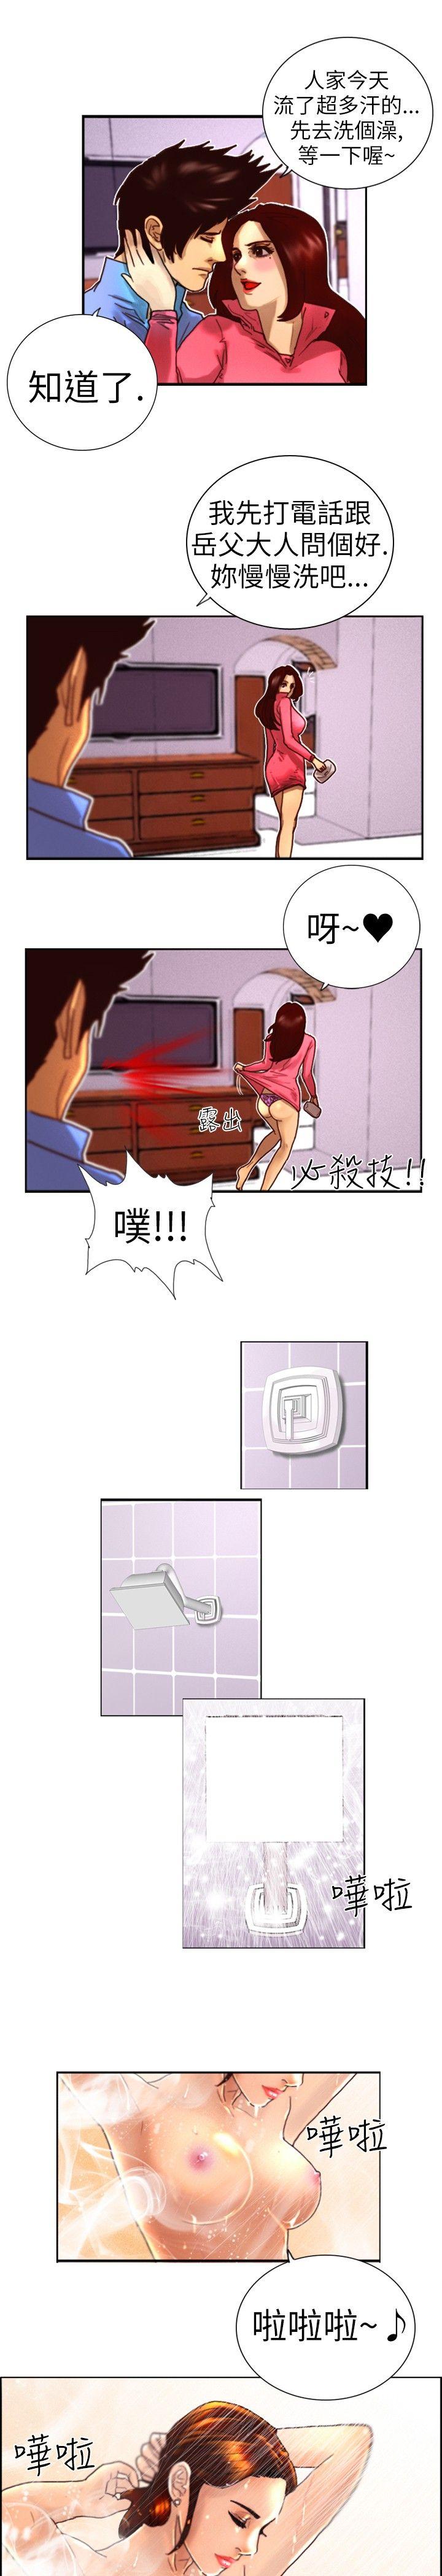 人家今天
流了超多汗的...
先去洗個澡,
等一下喔~
知道了.
我先打電話跟
岳父大人問個好.
妳慢慢洗吧...
呀~♥
露出
必殺技!!
噗!!!
嘩啦
嘩啦
啦啦啦~♪
嘩啦